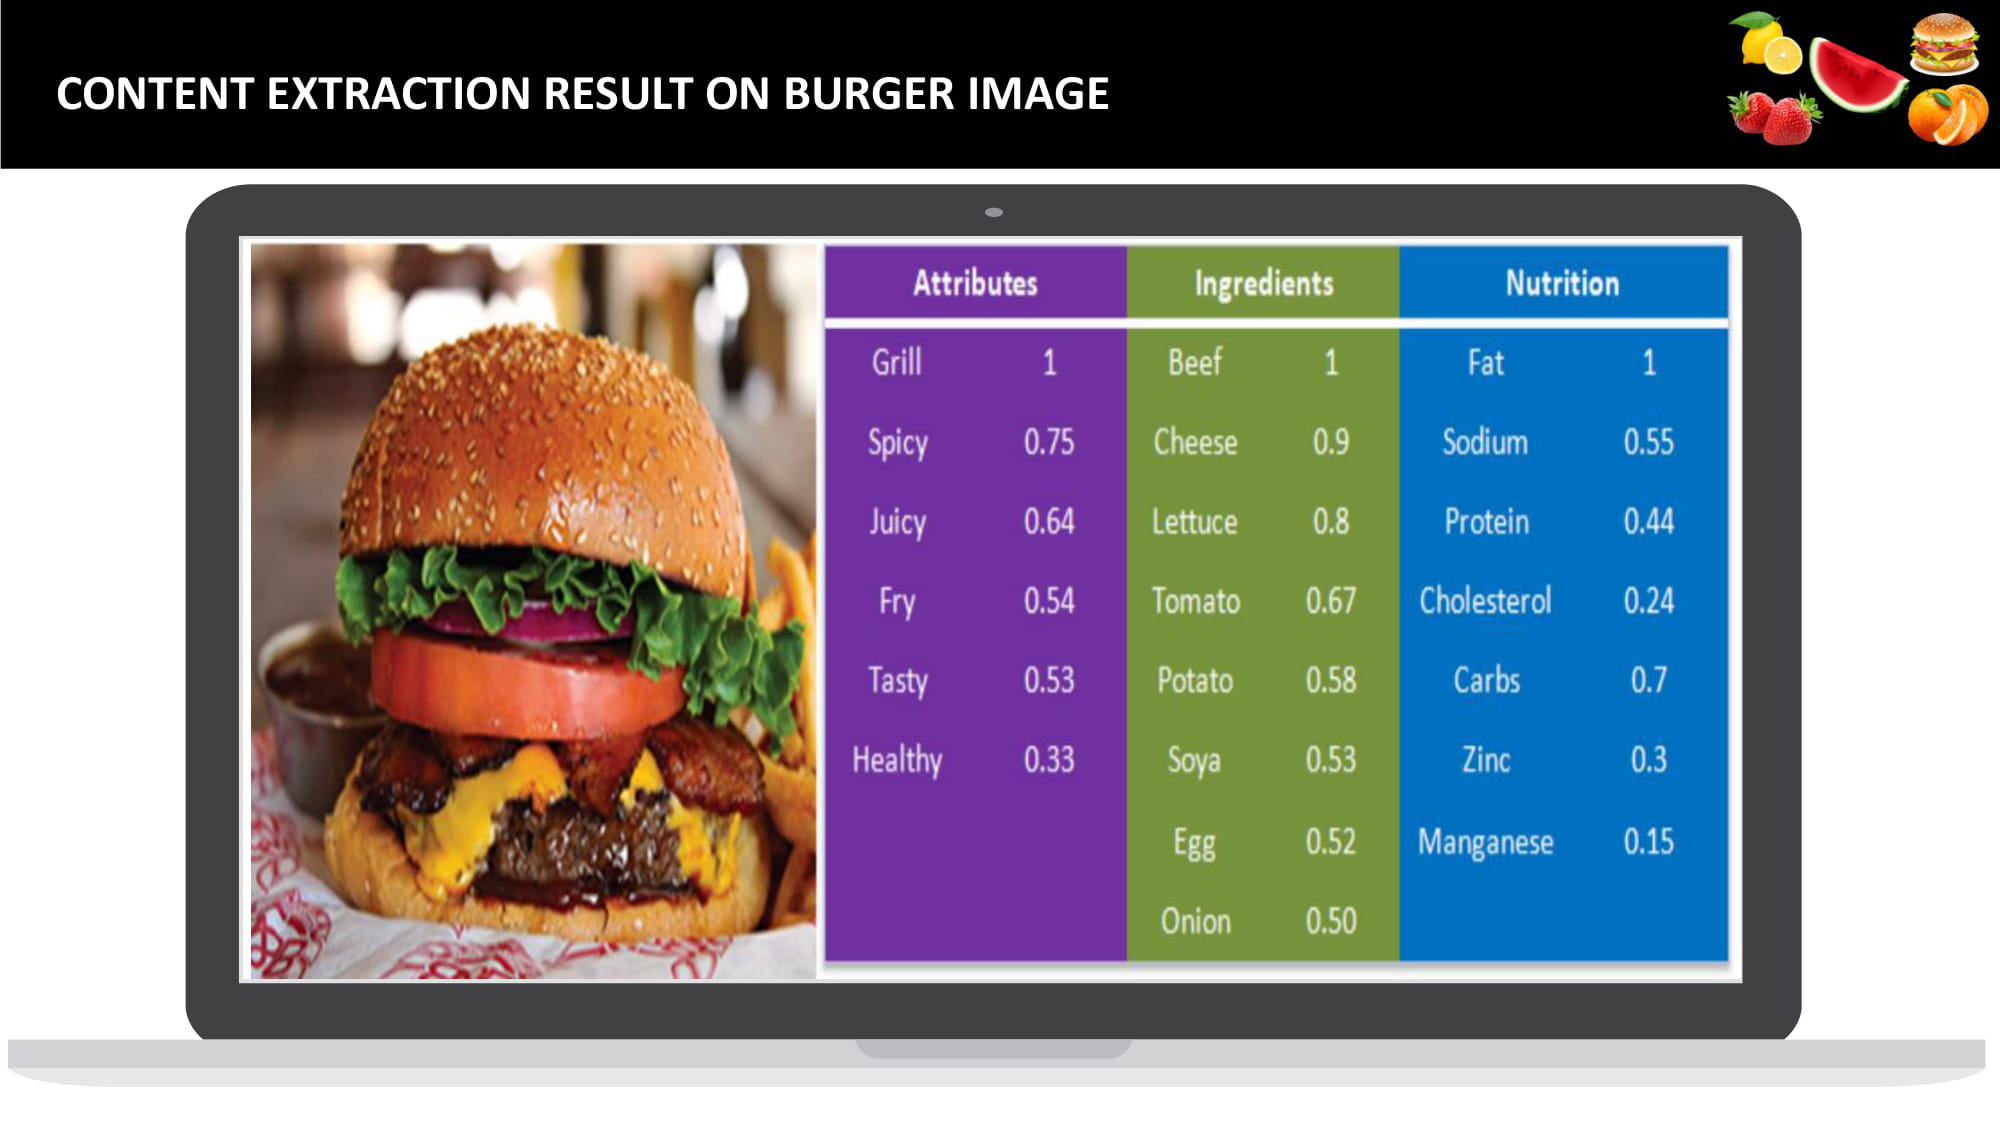 CONTENT EXTRACTION RESULT ON BURGER IMAGE
Attributes Ingredients Nutrition
Grill 1 Beef 1 Fat 1
Spicy 0.75 Cheese 0.9 Sodium 0.55
Juicy 0.64 Lettuce 0.8 Protein 0.44
Fry 0.54 Tomato 0.67 Cholesterol 0.24
Tasty 0.53 Potato 0.58 Carbs 0.7
Healthy 0.33 Soya 0.53 Zinc 0.3
Egg 0.52 Manganese 0.15
Onion 0.50